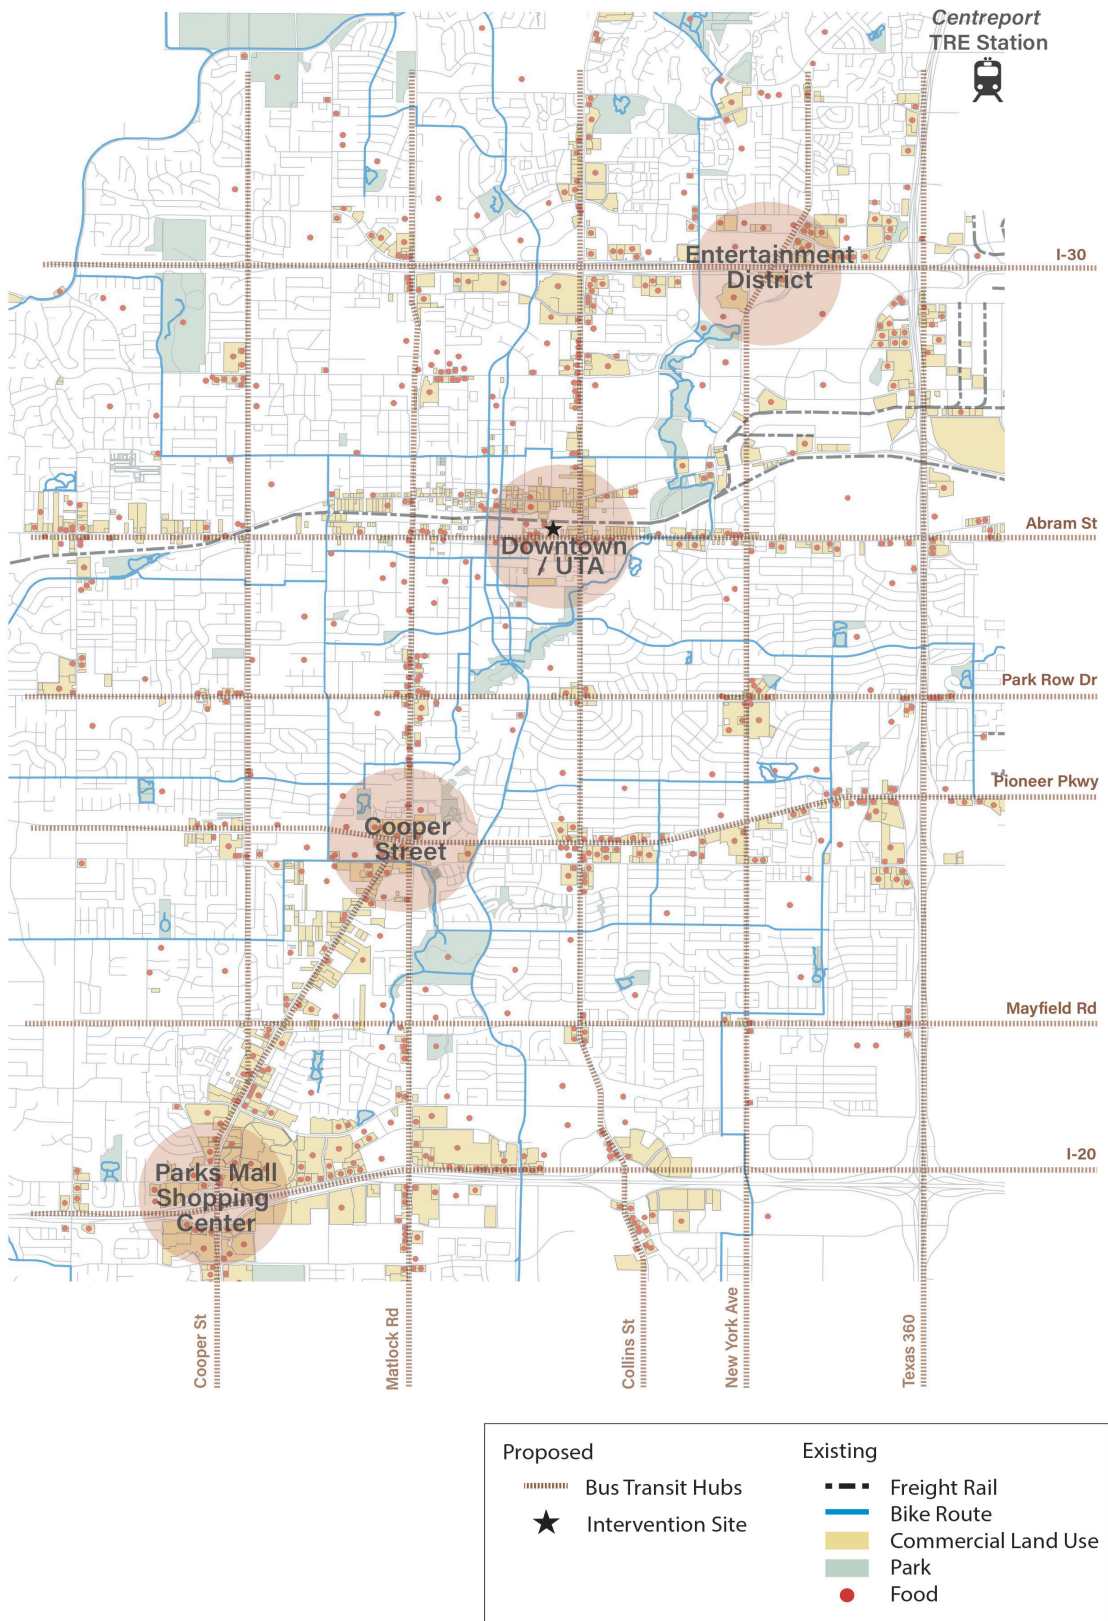 Centreport
TRE Station
Entertainment
District
I-30
Abram St
Downtown
/ UTA
Park Row Dr
Pioneer Pkwy
Cooper
Street
Mayfield Rd
I-20
Parks Mall
Shopping
Center
Cooper St
Matlock Rd
Collins St
New York Ave
Texas 360
Proposed
Bus Transit Hubs
Intervention Site
Existing
Freight Rail
Bike Route
Commercial Land Use
Park
Food